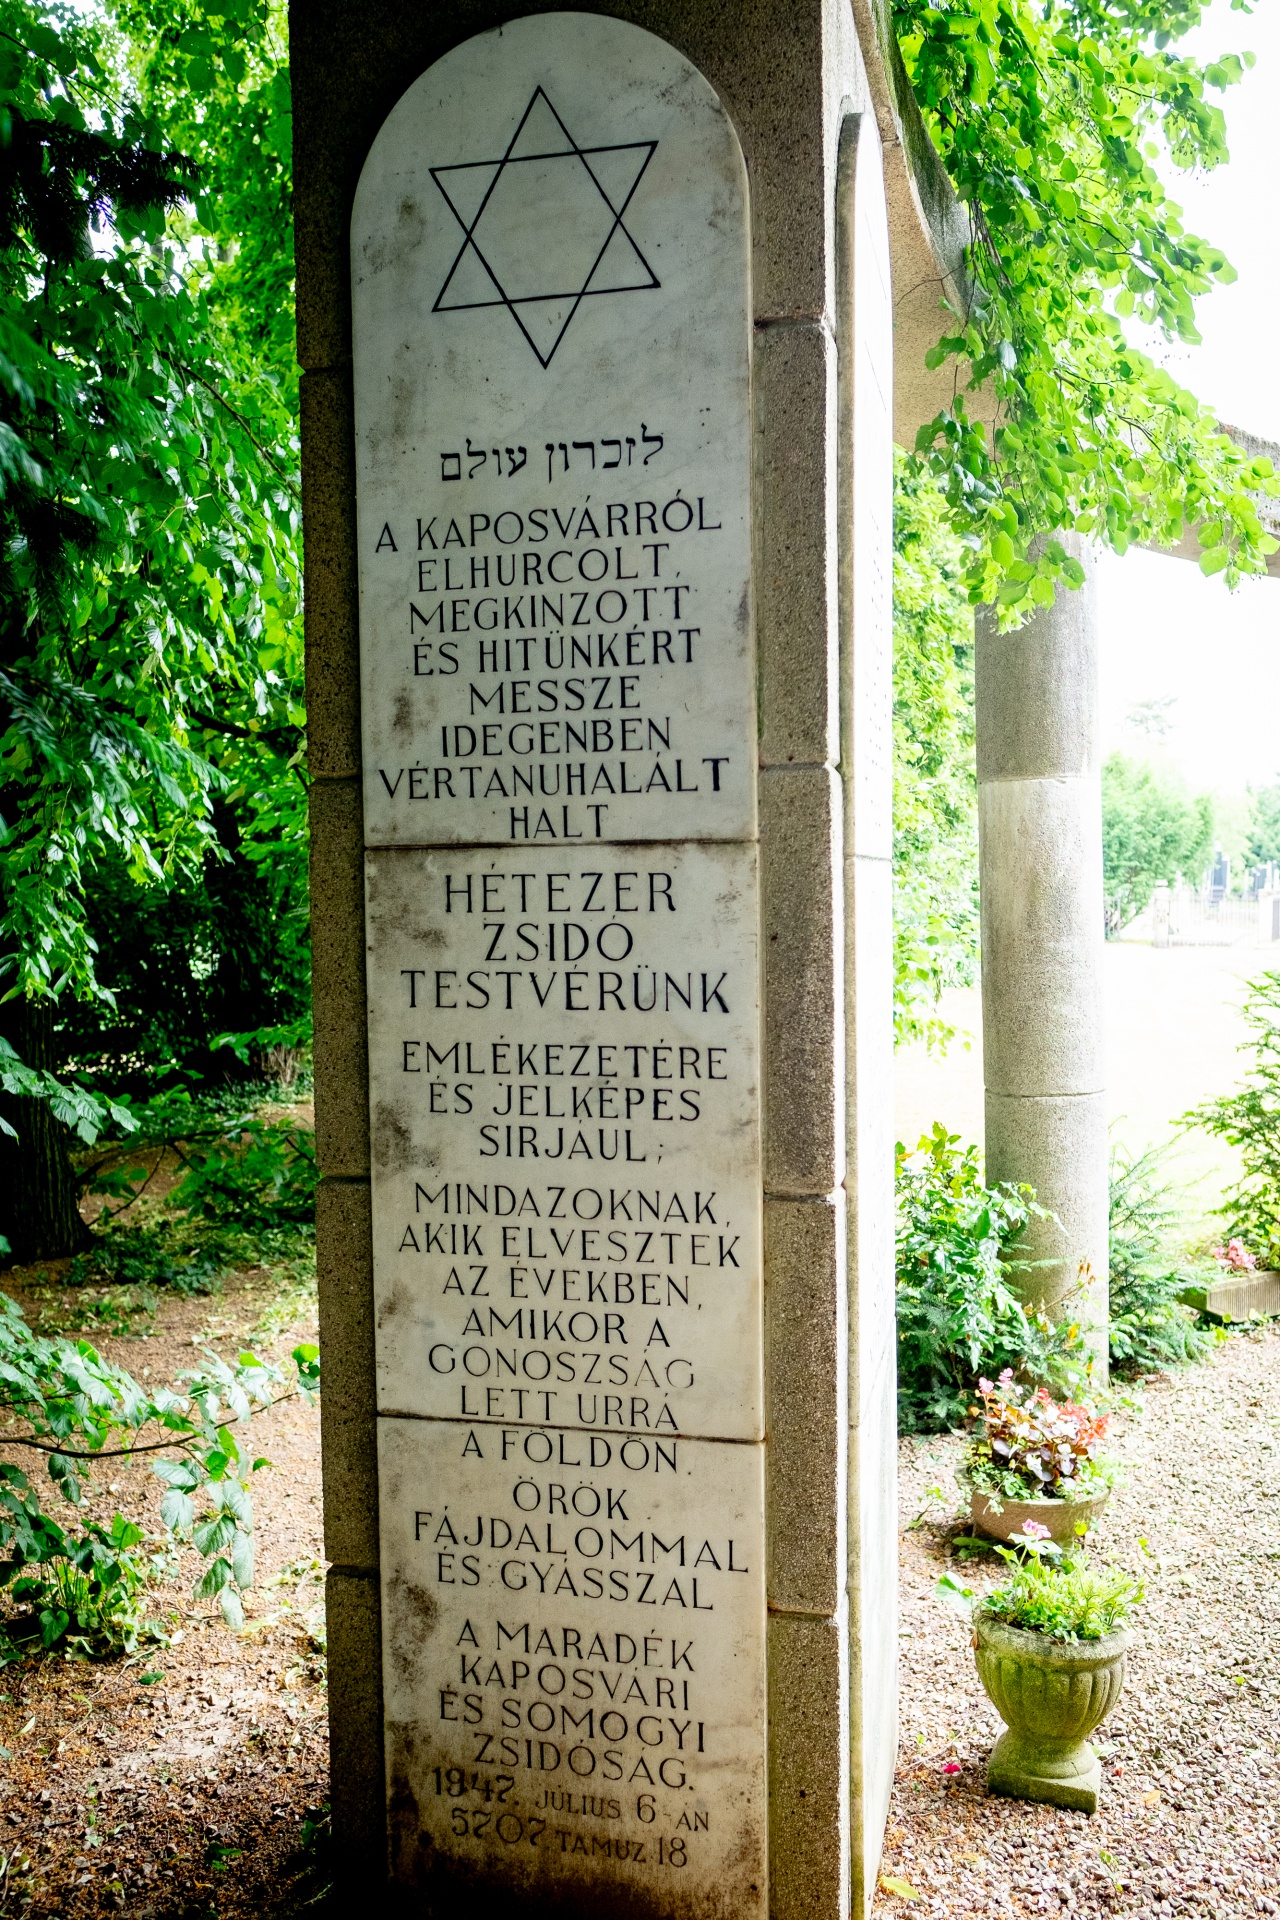 לזכרון עולם
A KAPOSVÁRRÓL
ELHURCOLT,
MEGKINZOTT
ÉS HITÜNKÉRT
MESSZE
IDEGENBEN
VÉRTANUHALÁLT
HALT
HÉTEZER
ZSIDÓ
TESTVÉRÜNK
EMLÉKEZETÉRE
ÉS JELKÉPES
SIRJÁUL;
MINDAZOKNAK,
AKIK ELVESZTEK
AZ ÉVEKBEN,
AMIKOR A
GONOSZSÁG
LETT URRÁ
A FÖLDÖN.
ÖRÖK
FÁJDALOMMAL
ÉS GYÁSSZAL
A MARADÉK
KAPOSVÁRI
ÉS SOMOGYI
ZSIDÓSÁG.
1947. JÚLIUS 6-ÁN
5707 TAMUZ 18